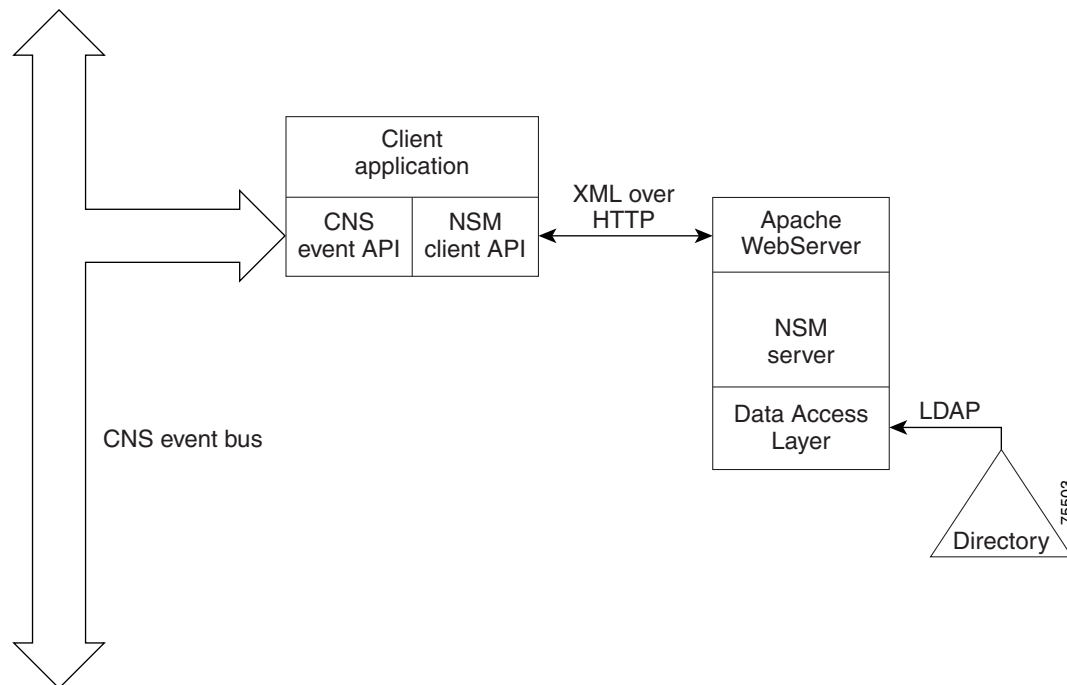 Client
application
CNS
event API
NSM
client API
XML over
HTTP
Apache
WebServer
NSM
server
Data Access
Layer
LDAP
CNS event bus
Directory
75503